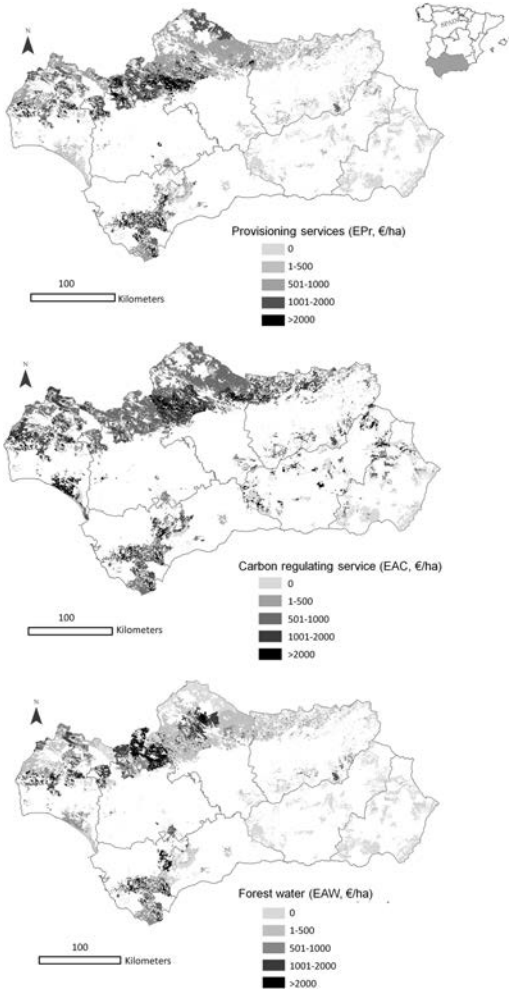 SPAIN
N
Provisioning services (EPr, €/ha)
0
1-500
501-1000
1001-2000
>2000
100
Kilometers
N
Carbon regulating service (EAC, €/ha)
0
1-500
501-1000
1001-2000
>2000
100
Kilometers
N
Forest water (EAW, €/ha)
0
1-500
501-1000
1001-2000
>2000
100
Kilometers